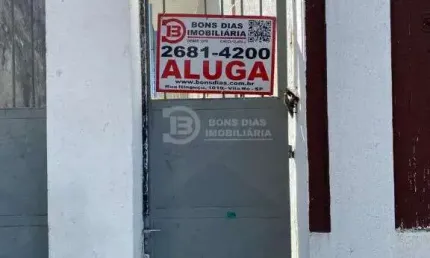 BONS DIAS
IMOBILIÁRIA
2681-4200
ALUGA
www.bonsdias.com.br
BONS DIAS
IMOBILIÁRIA